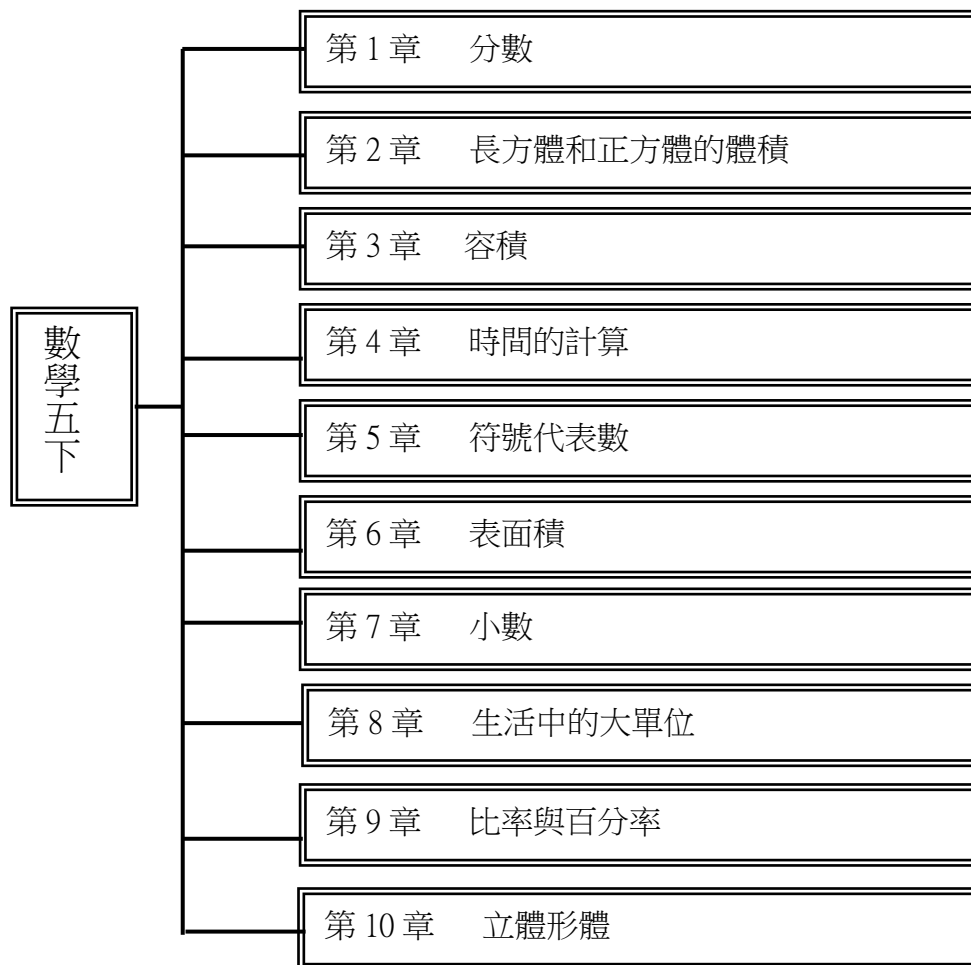 數學五下
第 1 章 分數
第 2 章 長方體和正方體的體積
第 3 章 容積
第 4 章 時間的計算
第 5 章 符號代表數
第 6 章 表面積
第 7 章 小數
第 8 章 生活中的大單位
第 9 章 比率與百分率
第 10 章 立體形體